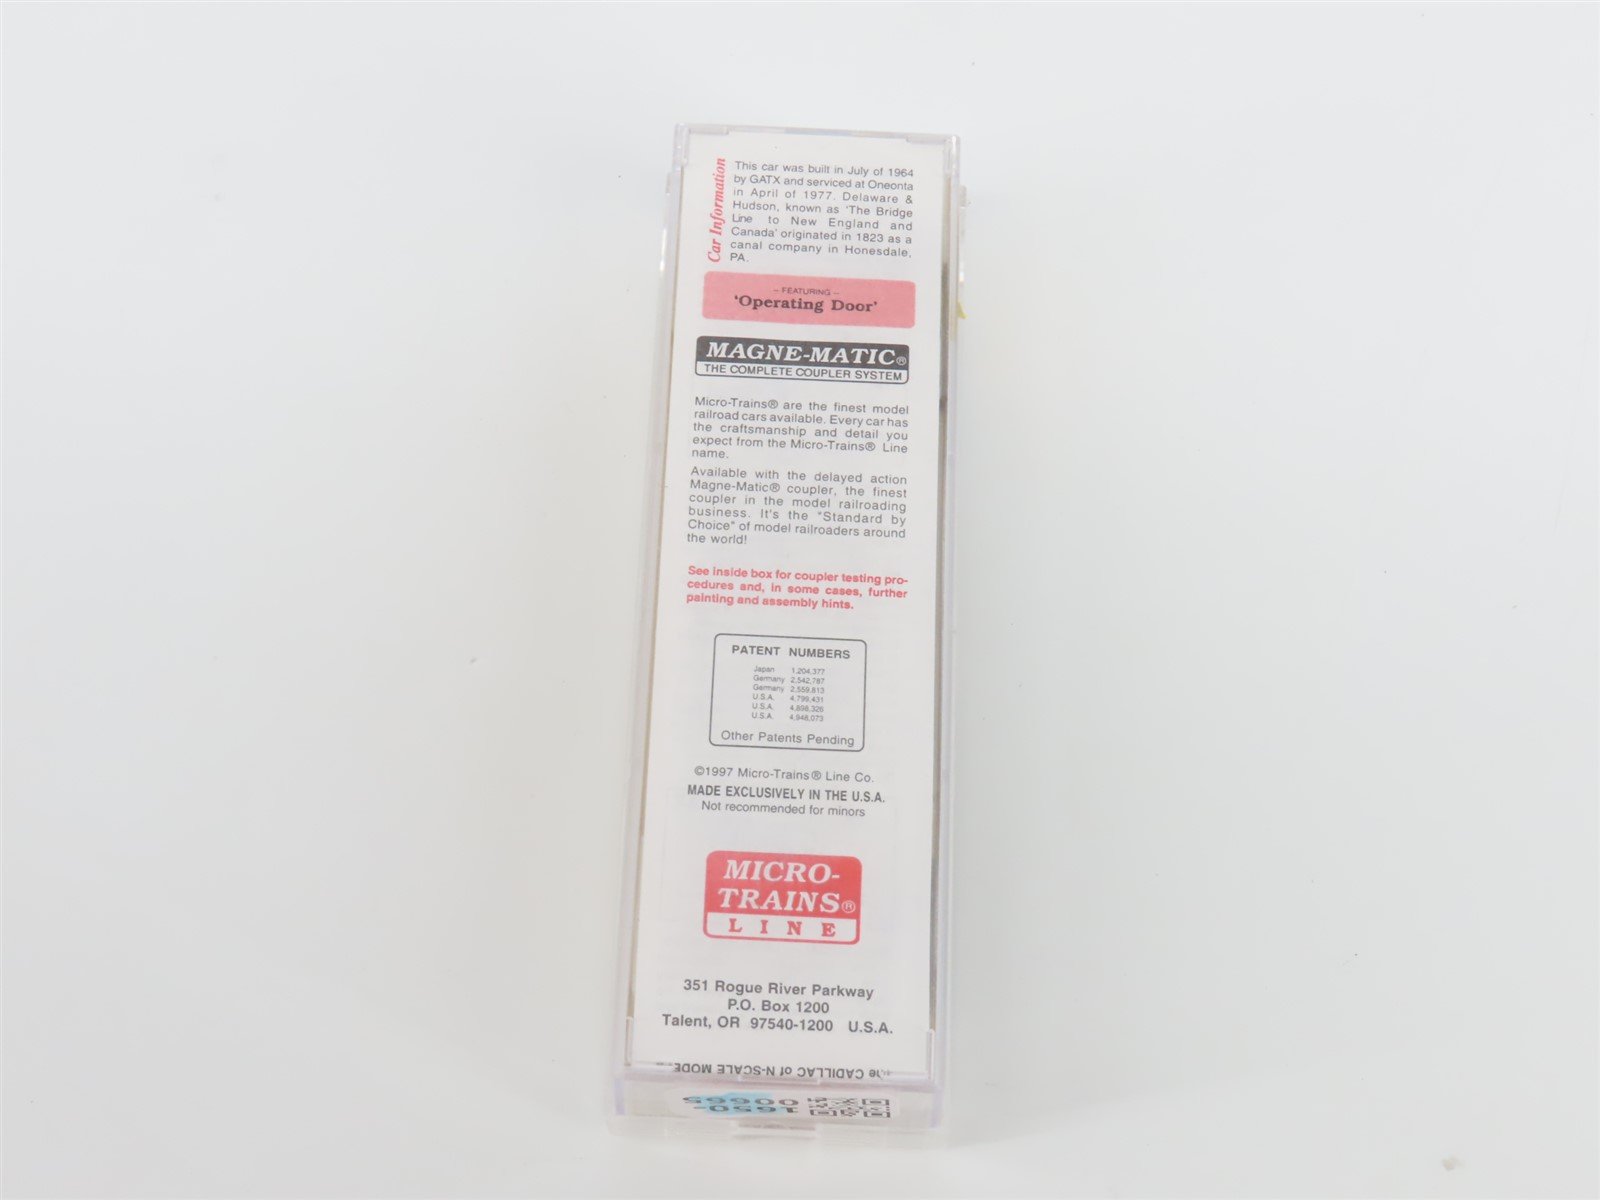 Car Information
This car was built in July of 1964
by GATX and serviced at Oneonta
in April of 1977. Delaware &
Hudson, known as 'The Bridge
Line to New England and
Canada' originated in 1823 as a
canal company in Honesdale,
PA.
– FEATURING –
'Operating Door'
MAGNE-MATIC®
THE COMPLETE COUPLER SYSTEM
Micro-Trains® are the finest model
railroad cars available. Every car has
the craftsmanship and detail you
expect from the Micro-Trains® Line
name.
Available with the delayed action
Magne-Matic® coupler, the finest
coupler in the model railroading
business. It's the "Standard by
Choice" of model railroaders around
the world!
See inside box for coupler testing pro-
cedures and, in some cases, further
painting and assembly hints.
PATENT NUMBERS
Japan 1,204,377
Germany 2,542,787
Germany 2,559,813
U.S.A. 4,799,431
U.S.A. 4,898,326
U.S.A. 4,948,073
Other Patents Pending
©1997 Micro-Trains® Line Co.
MADE EXCLUSIVELY IN THE U.S.A.
Not recommended for minors
MICRO-
TRAINS®
LINE
351 Rogue River Parkway
P.O. Box 1200
Talent, OR 97540-1200 U.S.A.
CADILLAC of N-SCALE
1650-